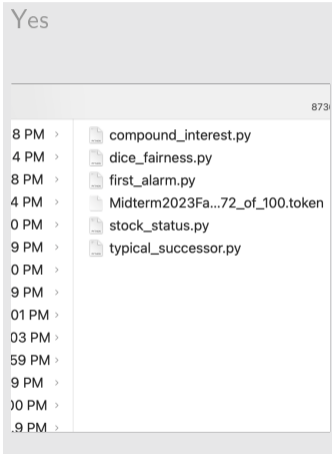 Yes
873
8 PM
compound_interest.py
4 PM
dice_fairness.py
8 PM
first_alarm.py
4 PM
Midterm2023Fa...72_of_100.token
0 PM
stock_status.py
9 PM
typical_successor.py
0 PM
9 PM
01 PM
03 PM
59 PM
9 PM
00 PM
.9 PM